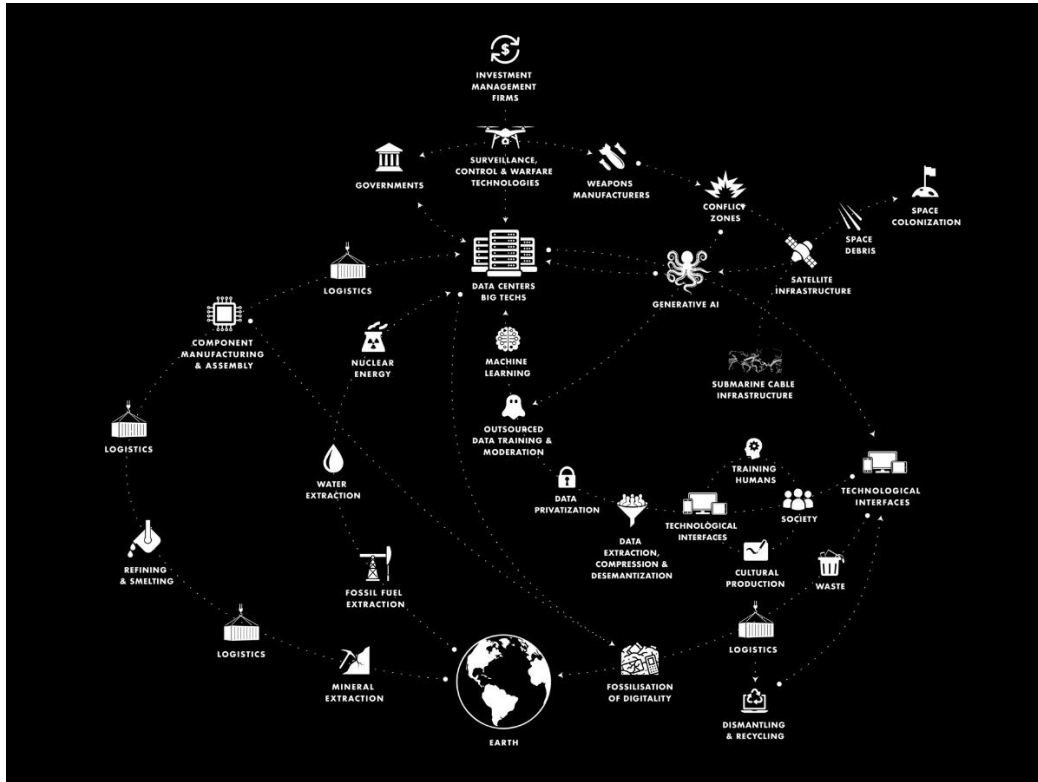 $
INVESTMENT
MANAGEMENT
FIRMS
GOVERNMENTS
SURVEILLANCE,
CONTROL & WARFARE
TECHNOLOGIES
WEAPONS
MANUFACTURERS
CONFLICT
ZONES
SPACE
COLONIZATION
SPACE
DEBRIS
SATELLITE
INFRASTRUCTURE
LOGISTICS
DATA CENTERS
BIG TECHS
GENERATIVE AI
COMPONENT
MANUFACTURING
& ASSEMBLY
NUCLEAR
ENERGY
MACHINE
LEARNING
SUBMARINE CABLE
INFRASTRUCTURE
LOGISTICS
OUTSOURCED
DATA TRAINING &
MODERATION
WATER
EXTRACTION
DATA
PRIVATIZATION
TRAINING
HUMANS
TECHNOLOGICAL
INTERFACES
TECHNOLOGICAL
INTERFACES
SOCIETY
DATA
EXTRACTION,
COMPRESSION &
DESEMANTIZATION
REFINING
& SMELTING
FOSSIL FUEL
EXTRACTION
CULTURAL
PRODUCTION
WASTE
LOGISTICS
LOGISTICS
MINERAL
EXTRACTION
FOSSILISATION
OF DIGITALITY
DISMANTLING
& RECYCLING
EARTH